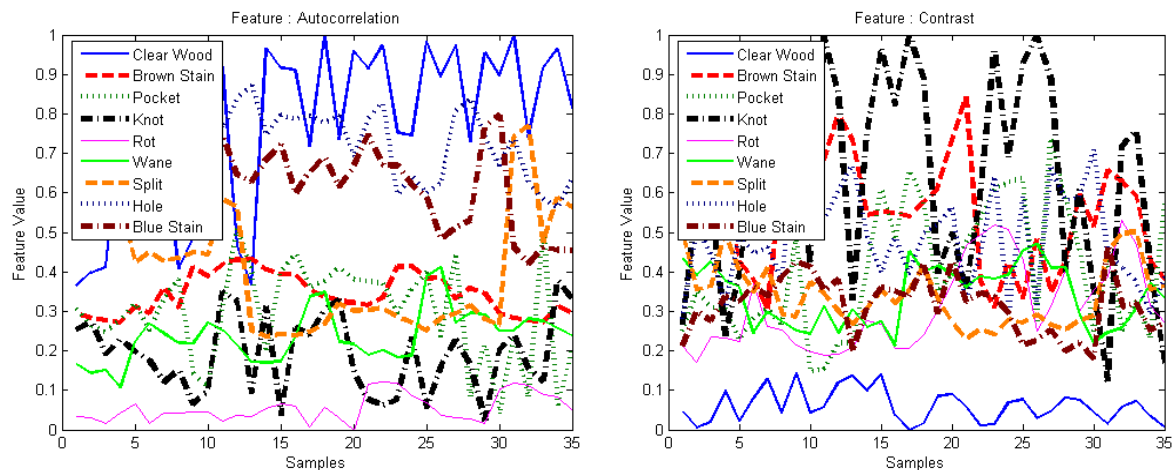 Feature : Autocorrelation
1
0.9
0.8
0.7
0.6
0.5
0.4
0.3
0.2
0.1
0
Feature Value
Clear Wood
Brown Stain
Pocket
Knot
Rot
Wane
Split
Hole
Blue Stain
0 5 10 15 20 25 30 35
Samples
Feature : Contrast
1
0.9
0.8
0.7
0.6
0.5
0.4
0.3
0.2
0.1
0
Feature Value
Clear Wood
Brown Stain
Pocket
Knot
Rot
Wane
Split
Hole
Blue Stain
0 5 10 15 20 25 30 35
Samples